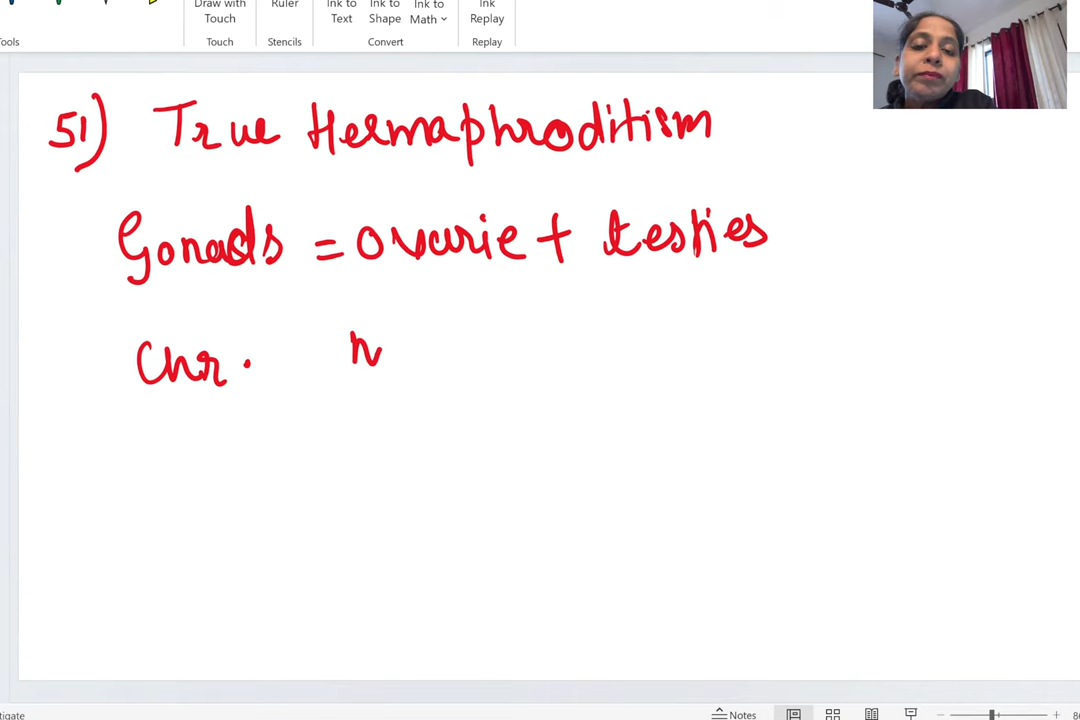 Draw with Touch
Ruler
Ink to Text
Ink to Shape
Ink to Math
Ink Replay
Touch
Stencils
Convert
Replay
51) True Hermaphroditism
Gonads = ovarie + testies
Chr.
Notes